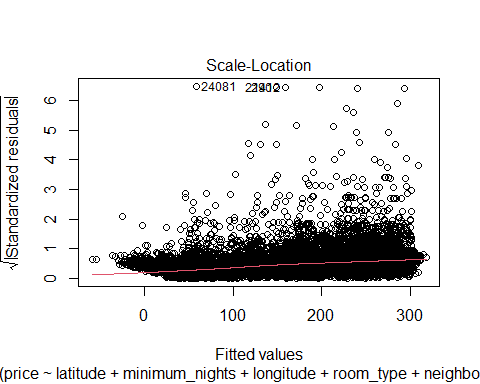 Scale-Location
√|Standardized residuals|
6
5
4
3
2
1
0
24081
0 100 200 300
Fitted values
(price ~ latitude + minimum_nights + longitude + room_type + neighbo